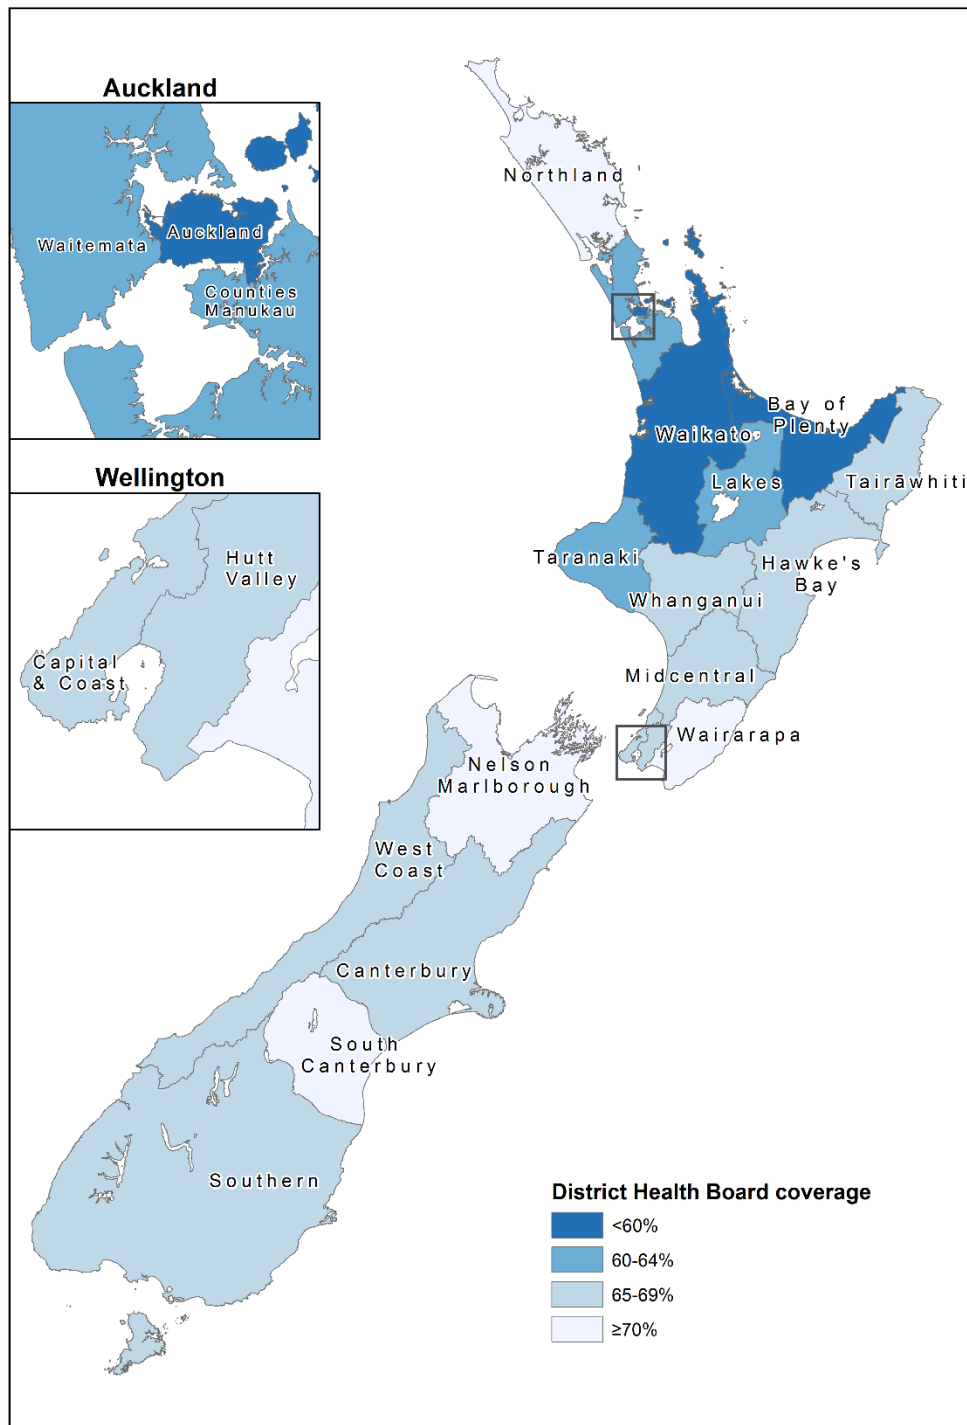 Auckland
Waitemata
Auckland
Counties
Manukau
Wellington
Hutt
Valley
Capital
& Coast
Northland
Bay of
Plenty
Waikato
Lakes
Tairāwhiti
Taranaki
Hawke's
Bay
Whanganui
Midcentral
Wairarapa
Nelson
Marlborough
West
Coast
Canterbury
South
Canterbury
Southern
District Health Board coverage
<60%
60-64%
65-69%
≥70%